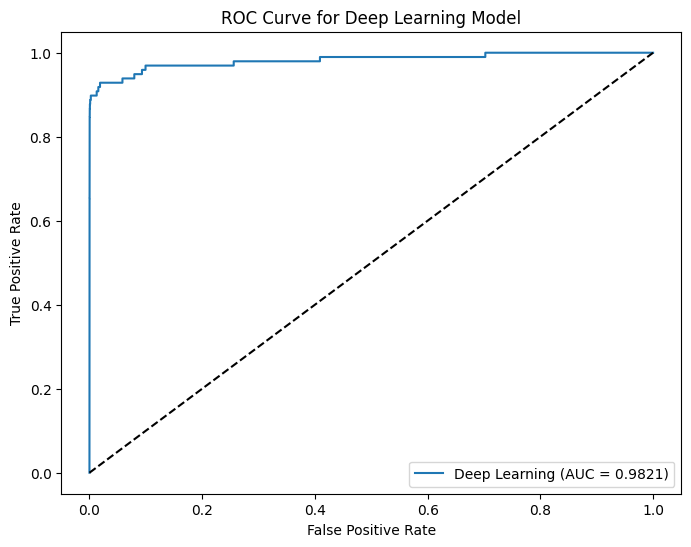 ROC Curve for Deep Learning Model
True Positive Rate
1.0
0.8
0.6
0.4
0.2
0.0
0.0 0.2 0.4 0.6 0.8 1.0
False Positive Rate
Deep Learning (AUC = 0.9821)